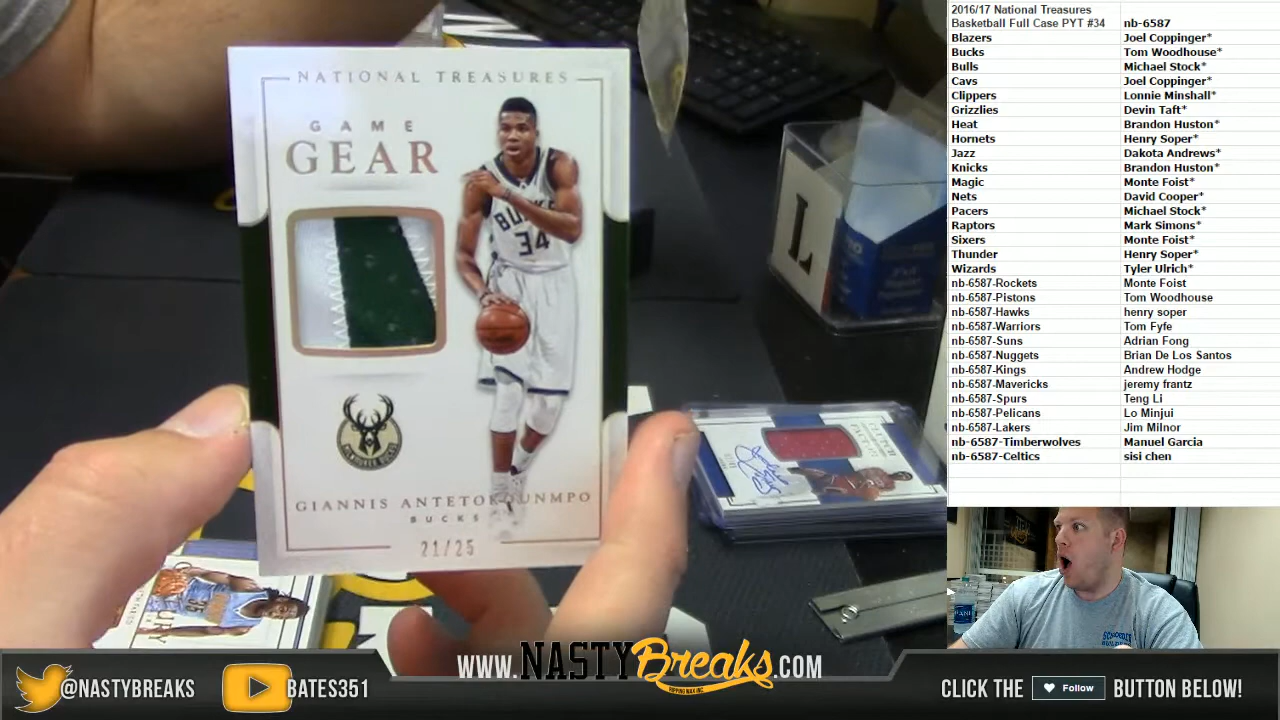 NATIONAL TREASURES
GAME
GEAR
BUCKS
34
GIANNIS ANTETOKOUNMPO
BUCKS
21/25
L
2016/17 National Treasures
Basketball Full Case PYT #34 nb-6587
Blazers Joel Coppinger*
Bucks Tom Woodhouse*
Bulls Michael Stock*
Cavs Joel Coppinger*
Clippers Lonnie Minshall*
Grizzlies Devin Taft*
Heat Brandon Huston*
Hornets Henry Soper*
Jazz Dakota Andrews*
Knicks Brandon Huston*
Magic Monte Foist*
Nets David Cooper*
Pacers Michael Stock*
Raptors Mark Simons*
Sixers Monte Foist*
Thunder Henry Soper*
Wizards Tyler Ulrich*
nb-6587-Rockets Monte Foist
nb-6587-Pistons Tom Woodhouse
nb-6587-Hawks henry soper
nb-6587-Warriors Tom Fyfe
nb-6587-Suns Adrian Fong
nb-6587-Nuggets Brian De Los Santos
nb-6587-Kings Andrew Hodge
nb-6587-Mavericks jeremy frantz
nb-6587-Spurs Teng Li
nb-6587-Pelicans Lo Minjui
nb-6587-Lakers Jim Milnor
nb-6587-Timberwolves Manuel Garcia
nb-6587-Celtics sisi chen
@NASTYBREAKS
BATES351
WWW.NASTYBreaks.COM
CLICK THE Follow BUTTON BELOW!